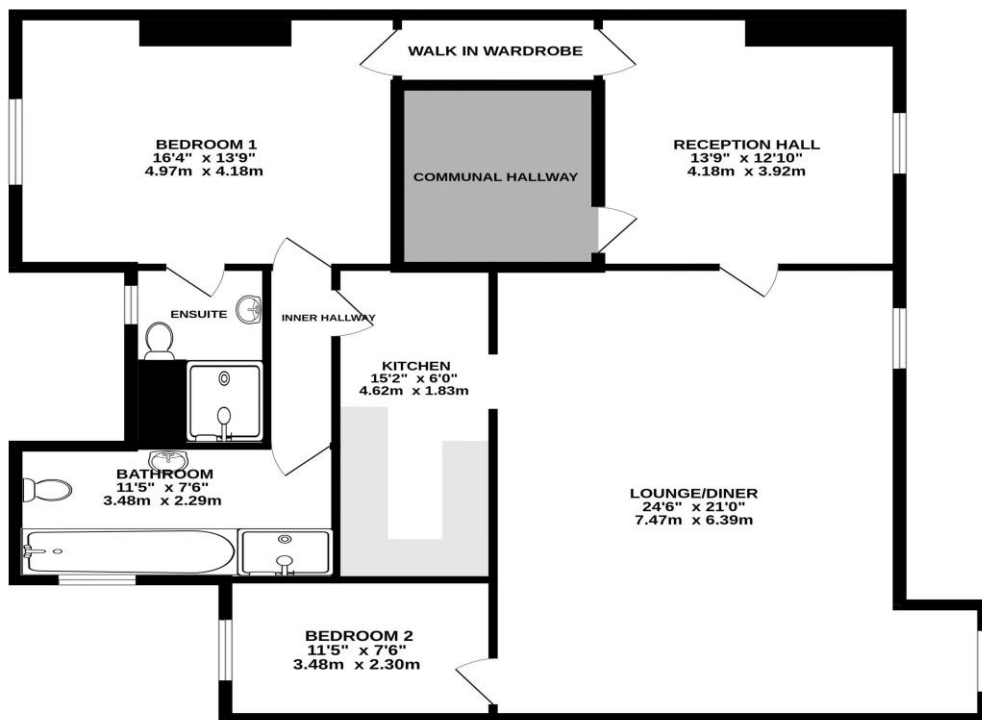 WALK IN WARDROBE
BEDROOM 1
16'4" x 13'9"
4.97m x 4.18m
RECEPTION HALL
13'9" x 12'10"
4.18m x 3.92m
COMMUNAL HALLWAY
ENSUITE
INNER HALLWAY
KITCHEN
15'2" x 6'0"
4.62m x 1.83m
BATHROOM
11'5" x 7'6"
3.48m x 2.29m
LOUNGE/DINER
24'6" x 21'0"
7.47m x 6.39m
BEDROOM 2
11'5" x 7'6"
3.48m x 2.30m